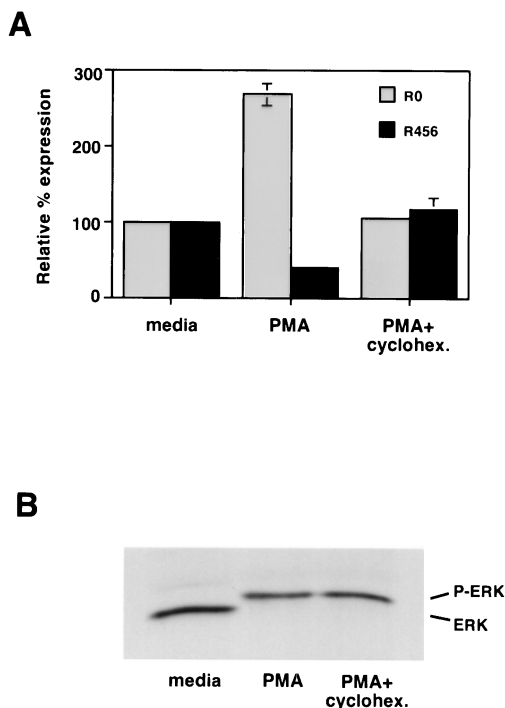 A
Relative % expression
300
200
100
0
R0
R456
media
PMA
PMA+
cyclohex.
B
P-ERK
ERK
media
PMA
PMA+
cyclohex.